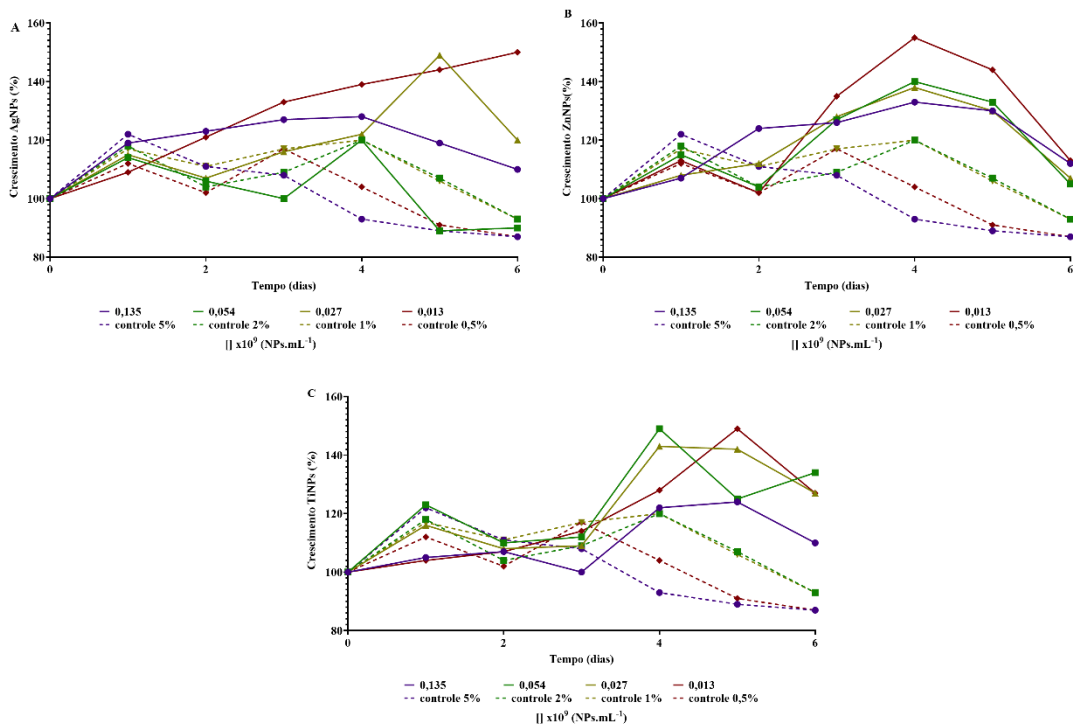 A
Crescimento AgNPs (%)
160
140
120
100
80
0 2 4 6
Tempo (dias)
0,135 0,054 0,027 0,013
controle 5% controle 2% controle 1% controle 0,5%
[] x10⁹ (NPs.mL⁻¹)
B
Crescimento ZnNPs(%)
160
140
120
100
80
0 2 4 6
Tempo (dias)
0,135 0,054 0,027 0,013
controle 5% controle 2% controle 1% controle 0,5%
[] x10⁹ (NPs.mL⁻¹)
C
Crescimento TiNPs (%)
160
140
120
100
80
0 2 4 6
Tempo (dias)
0,135 0,054 0,027 0,013
controle 5% controle 2% controle 1% controle 0,5%
[] x10⁹ (NPs.mL⁻¹)